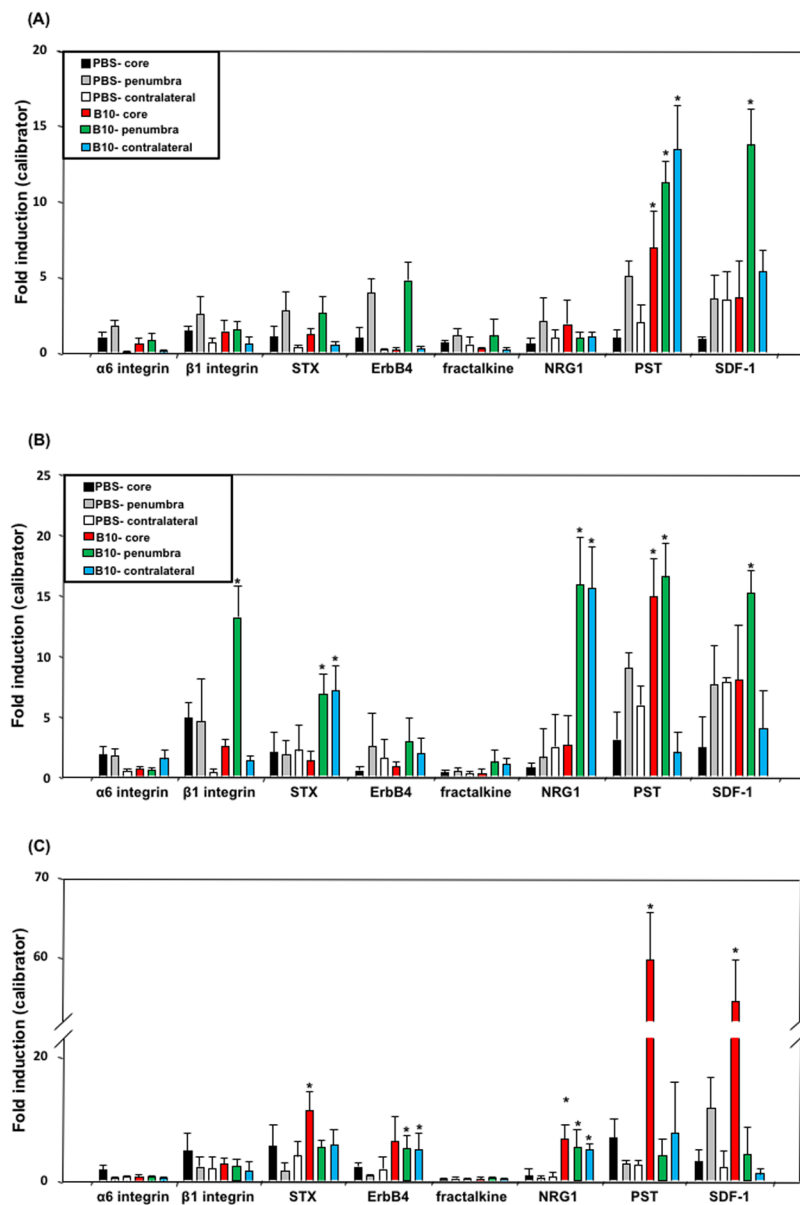 (A)
Fold induction (calibrator)
20
15
10
5
0
PBS- core
PBS- penumbra
PBS- contralateral
B10- core
B10- penumbra
B10- contralateral
* * * *
α6 integrin β1 integrin STX ErbB4 fractalkine NRG1 PST SDF-1
(B)
Fold induction (calibrator)
25
20
15
10
5
0
PBS- core
PBS- penumbra
PBS- contralateral
B10- core
B10- penumbra
B10- contralateral
* * * * * * * *
α6 integrin β1 integrin STX ErbB4 fractalkine NRG1 PST SDF-1
(C)
Fold induction (calibrator)
70
60
20
0
* * * * * * * *
α6 integrin β1 integrin STX ErbB4 fractalkine NRG1 PST SDF-1